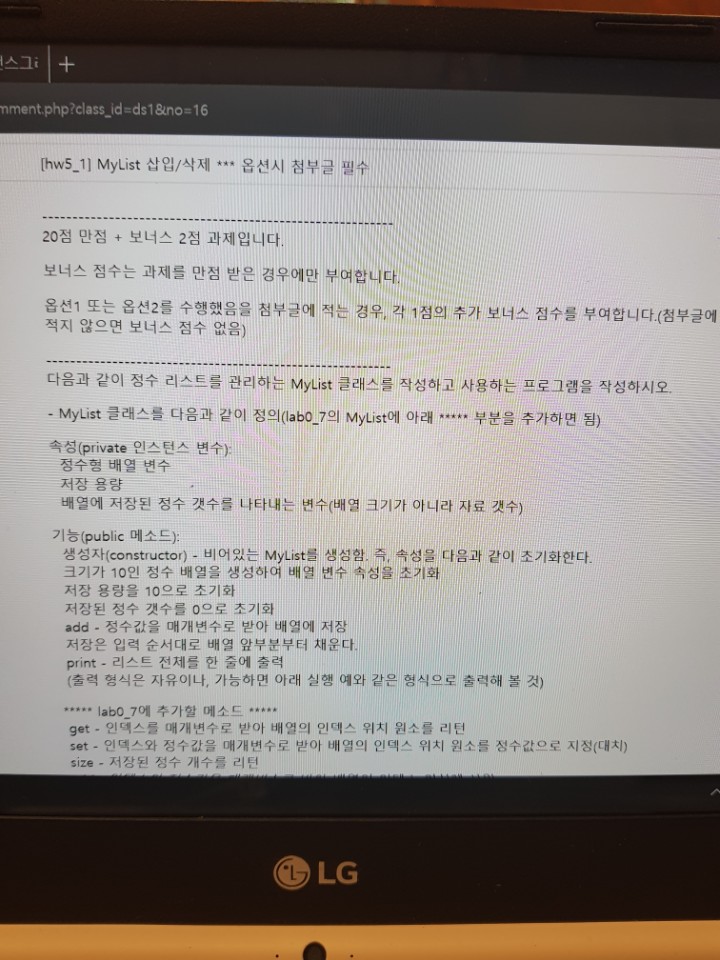 ㅣ스그i
+
mment.php?class_id=ds1&no=16
[hw5_1] MyList 삽입/삭제 *** 옵션시 첨부글 필수
------------------------------------------------------------
20점 만점 + 보너스 2점 과제입니다.
보너스 점수는 과제를 만점 받은 경우에만 부여합니다.
옵션1 또는 옵션2를 수행했음을 첨부글에 적는 경우, 각 1점의 추가 보너스 점수를 부여합니다.(첨부글에
적지 않으면 보너스 점수 없음)
------------------------------------------------------------
다음과 같이 정수 리스트를 관리하는 MyList 클래스를 작성하고 사용하는 프로그램을 작성하시오.
- MyList 클래스를 다음과 같이 정의(lab0_7의 MyList에 아래 ***** 부분을 추가하면 됨)
속성(private 인스턴스 변수):
정수형 배열 변수
저장 용량
배열에 저장된 정수 갯수를 나타내는 변수(배열 크기가 아니라 자료 갯수)
기능(public 메소드):
생성자(constructor) - 비어있는 MyList를 생성함. 즉, 속성을 다음과 같이 초기화한다.
크기가 10인 정수 배열을 생성하여 배열 변수 속성을 초기화
저장 용량을 10으로 초기화
저장된 정수 갯수를 0으로 초기화
add - 정수값을 매개변수로 받아 배열에 저장
저장은 입력 순서대로 배열 앞부분부터 채운다.
print - 리스트 전체를 한 줄에 출력
(출력 형식은 자유이나, 가능하면 아래 실행 예와 같은 형식으로 출력해 볼 것)
***** lab0_7에 추가할 메소드 *****
get - 인덱스를 매개변수로 받아 배열의 인덱스 위치 원소를 리턴
set - 인덱스와 정수값을 매개변수로 받아 배열의 인덱스 위치 원소를 정수값으로 지정(대치)
size - 저장된 정수 개수를 리턴
LG